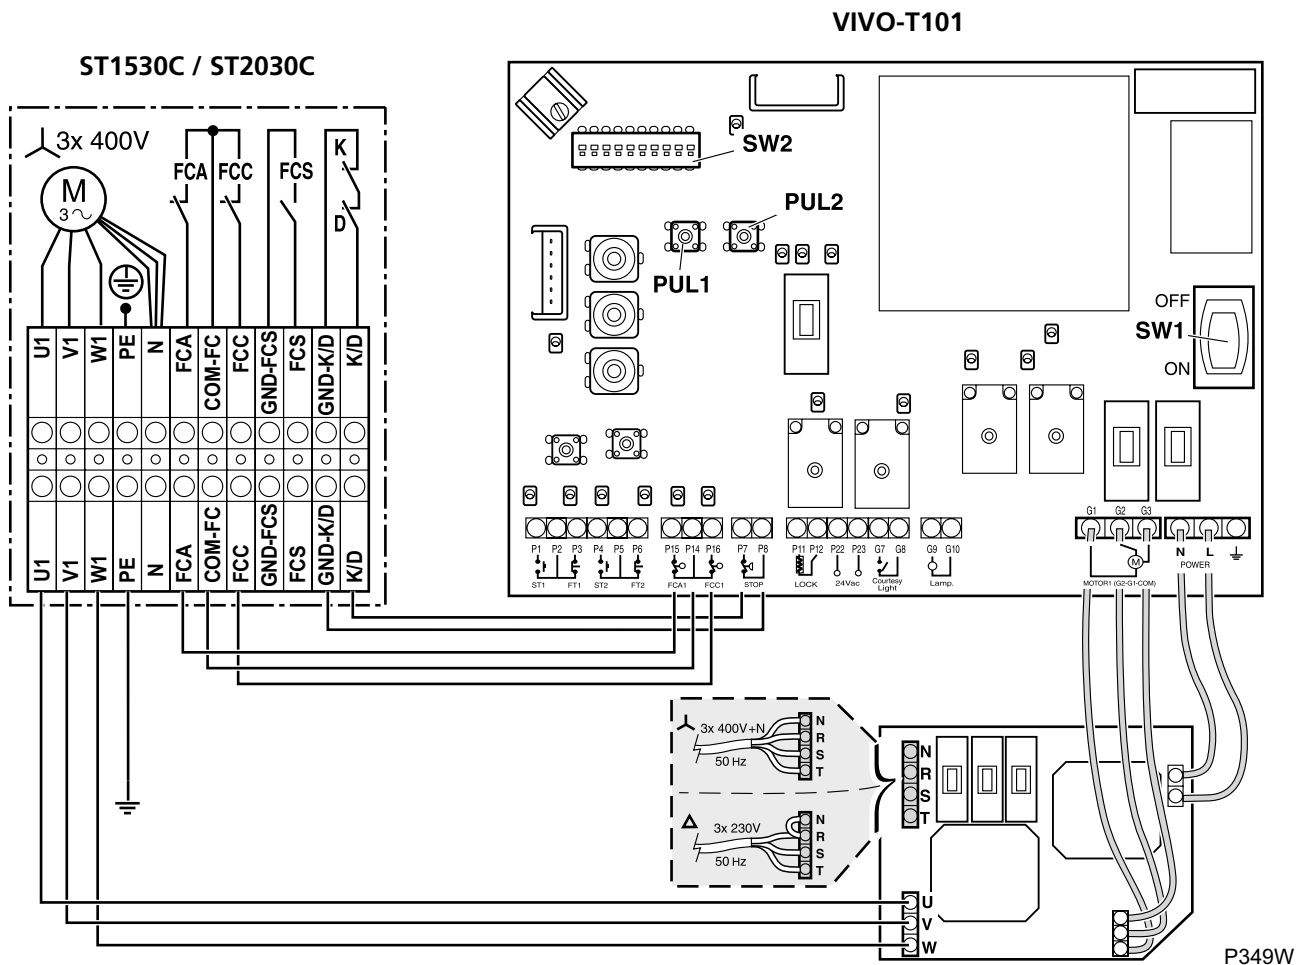 VIVO-T101
ST1530C / ST2030C
3x 400V
M
3
FCA FCC FCS K
D
U1 V1 W1 PE N FCA COM-FC FCC GND-FCS FCS GND-K/D K/D
U1 V1 W1 PE N FCA COM-FC FCC GND-FCS FCS GND-K/D K/D
SW2
PUL2
PUL1
OFF
SW1
ON
G1 G2 G3
P1 P2 P3 P4 P5 P6 P15 P14 P16 P7 P8 P11 P12 P22 P23 G7 G8 G9 G10
ST1 FT1 ST2 FT2 FCA1 FCC1 STOP LOCK 24Vac Courtesy Light Lamp.
M
MOTOR1 (G2-G1-COM)
N L
POWER
3x 400V+N
50 Hz
N
R
S
T
3x 230V
50 Hz
N
R
S
T
N
R
S
T
U
V
W
P349W